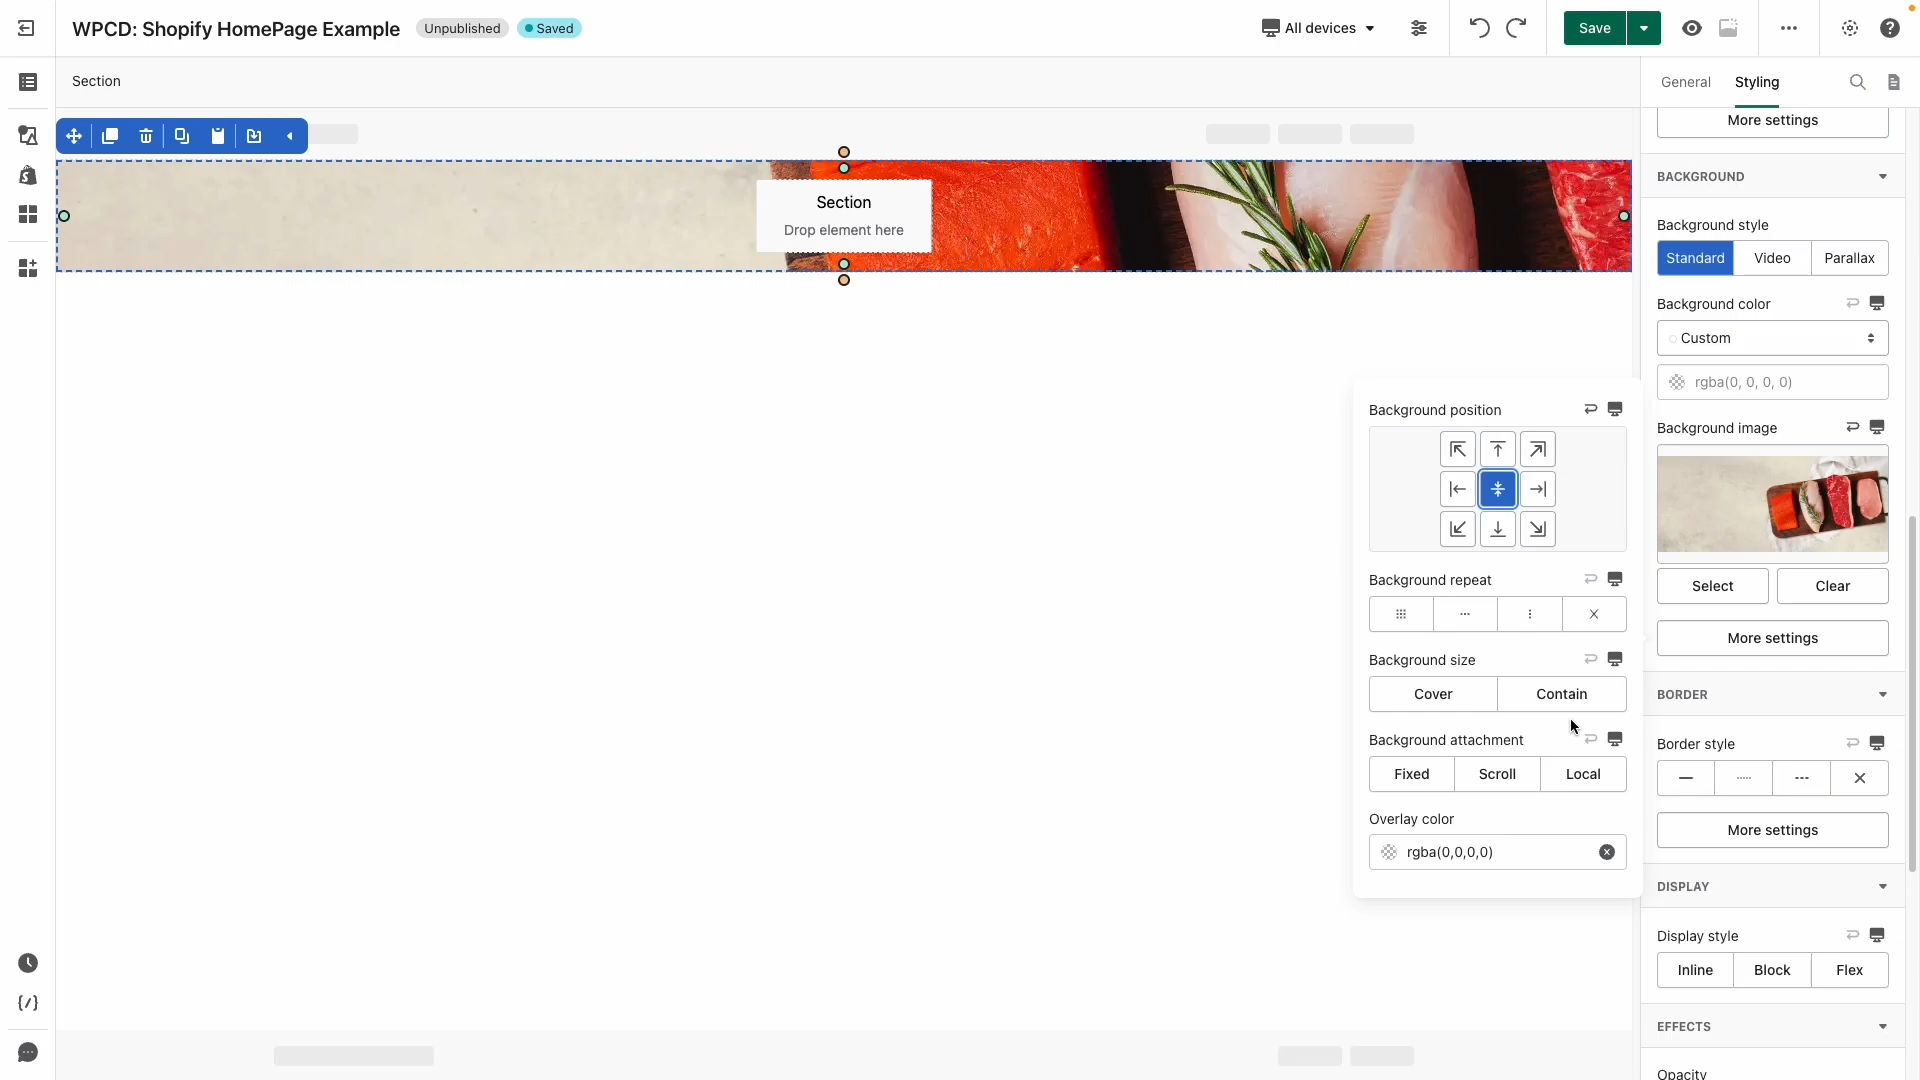 WPCD: Shopify HomePage Example
Unpublished
Saved
All devices
Save
Section
General
Styling
More settings
BACKGROUND
Background style
Standard
Video
Parallax
Background color
Custom
rgba(0, 0, 0, 0)
Background image
Select
Clear
More settings
BORDER
Border style
More settings
DISPLAY
Display style
Inline
Block
Flex
EFFECTS
Opacity
Section
Drop element here
Background position
Background repeat
Background size
Cover
Contain
Background attachment
Fixed
Scroll
Local
Overlay color
rgba(0,0,0,0)